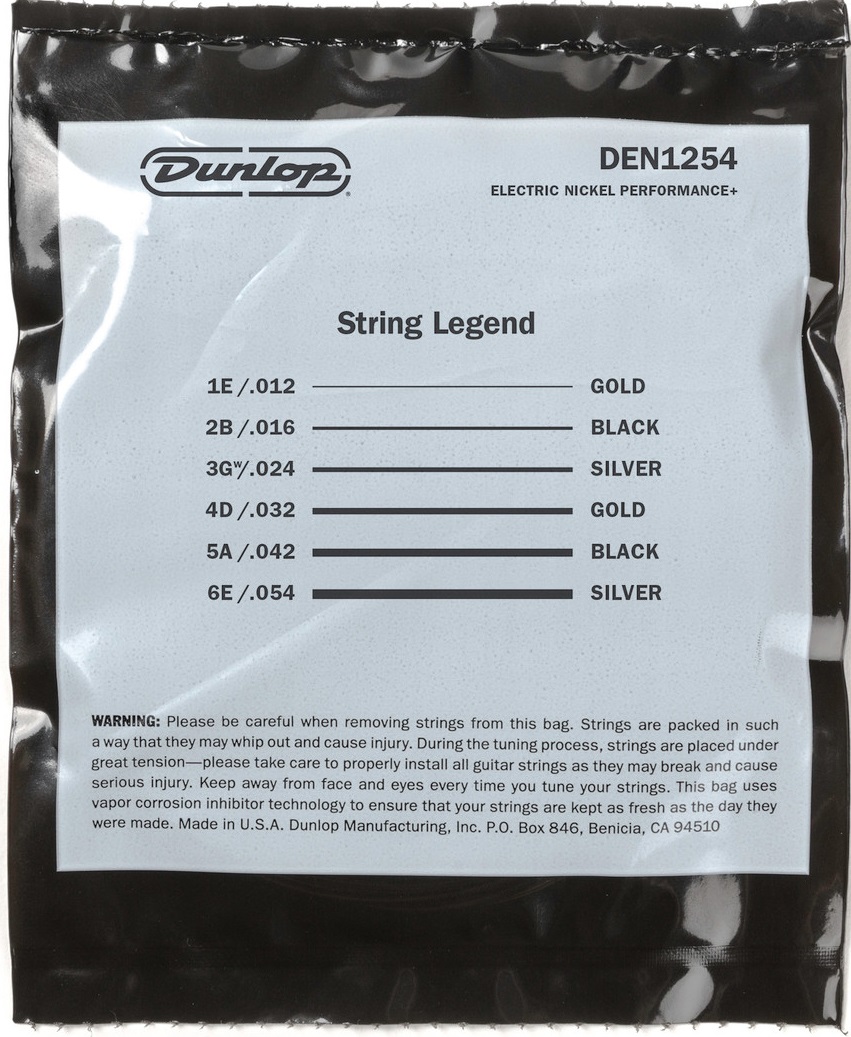 Dunlop®
DEN1254
ELECTRIC NICKEL PERFORMANCE+
String Legend
1E /.012 GOLD
2B /.016 BLACK
3Gʷ/.024 SILVER
4D /.032 GOLD
5A /.042 BLACK
6E /.054 SILVER
WARNING: Please be careful when removing strings from this bag. Strings are packed in such
a way that they may whip out and cause injury. During the tuning process, strings are placed under
great tension—please take care to properly install all guitar strings as they may break and cause
serious injury. Keep away from face and eyes every time you tune your strings. This bag uses
vapor corrosion inhibitor technology to ensure that your strings are kept as fresh as the day they
were made. Made in U.S.A. Dunlop Manufacturing, Inc. P.O. Box 846, Benicia, CA 94510